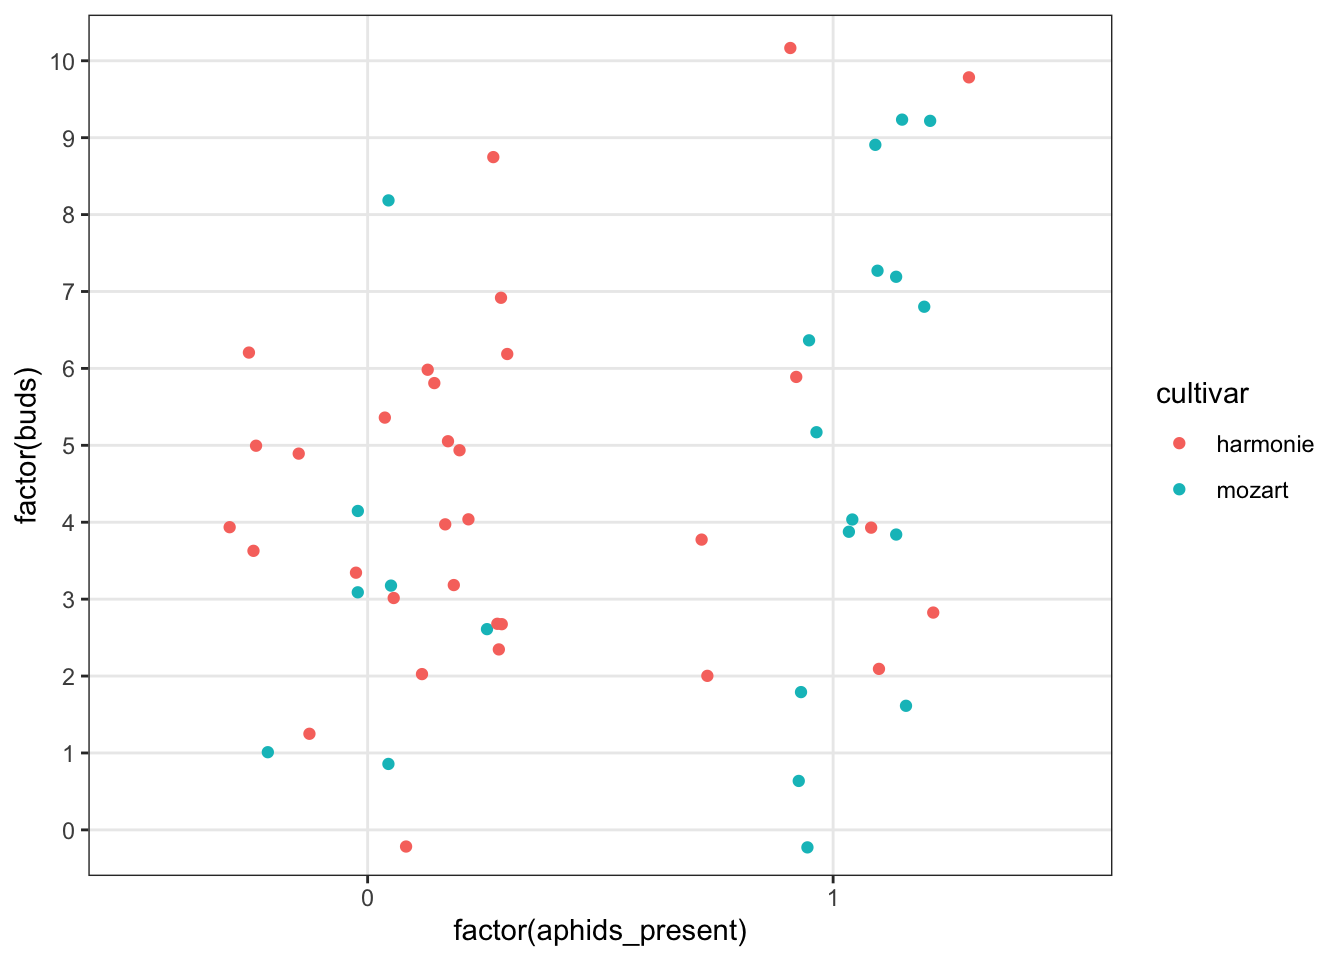 10
9
8
7
6
5
4
3
2
1
0
factor(buds)
0 1
factor(aphids_present)
cultivar
harmonie
mozart